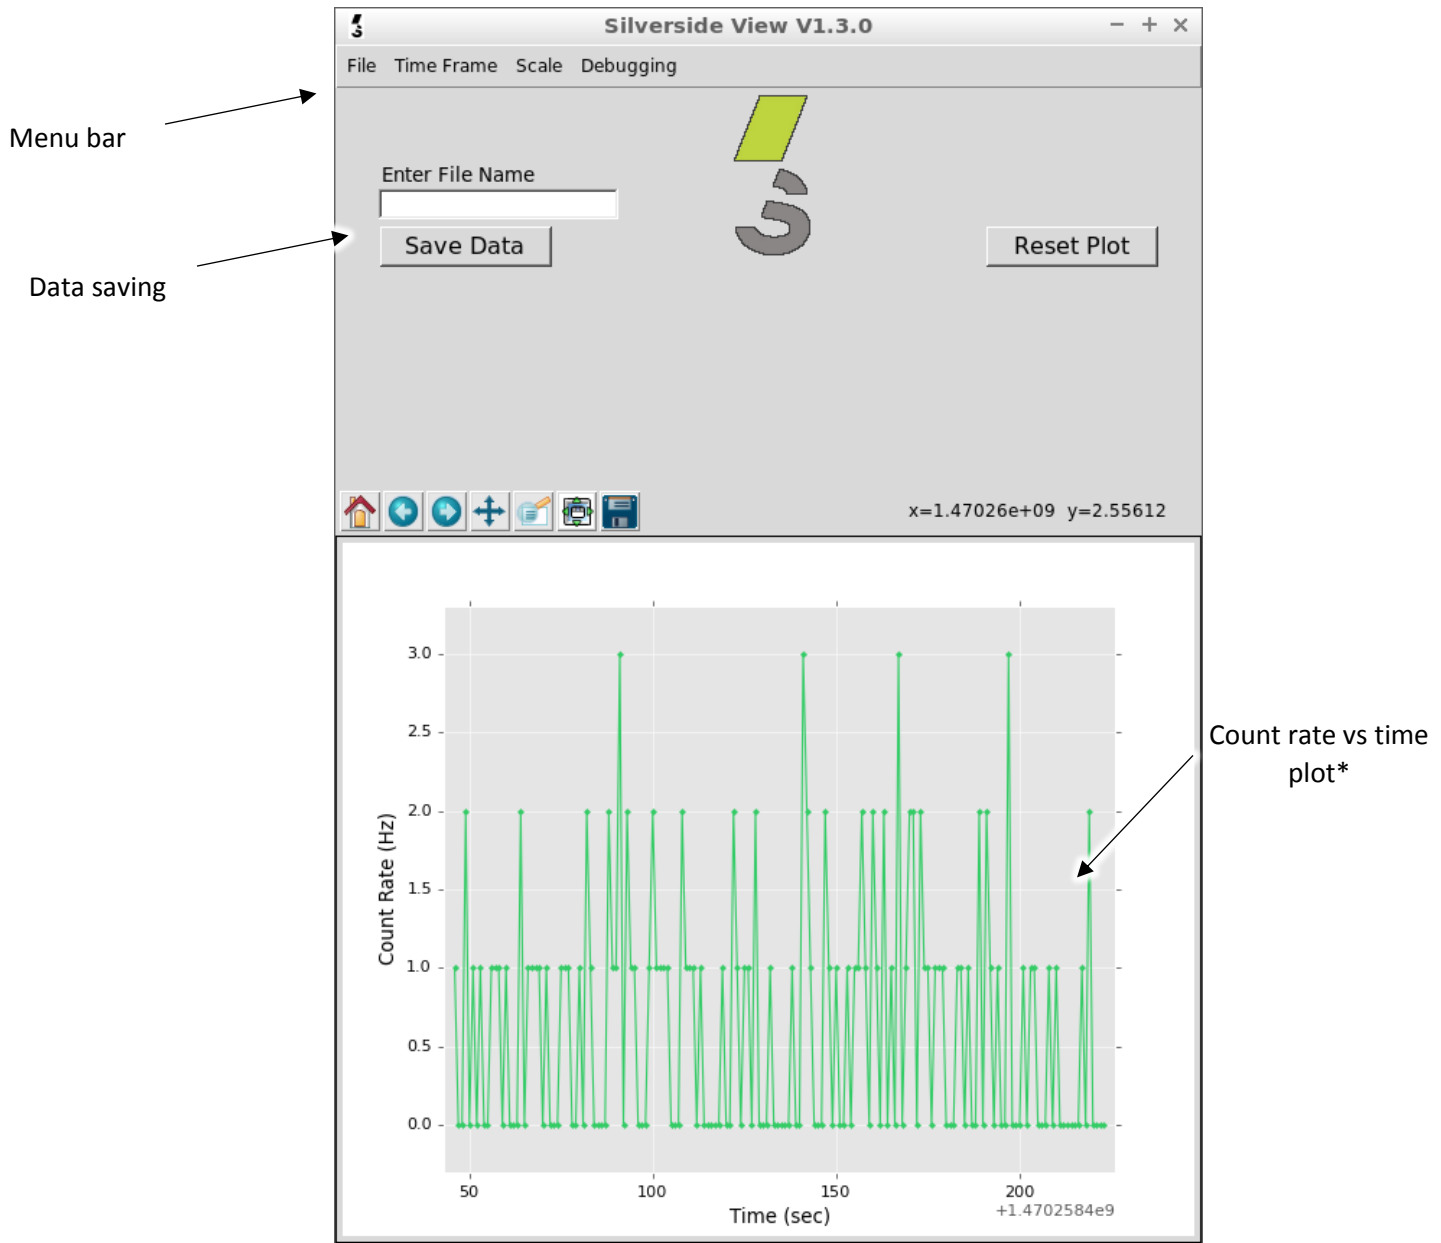 Silverside View V1.3.0
File Time Frame Scale Debugging
Menu bar
Enter File Name
Save Data
Reset Plot
Data saving
x=1.47026e+09 y=2.55612
3.0
2.5
2.0
1.5
1.0
0.5
0.0
Count Rate (Hz)
50 100 150 200
+1.4702584e9
Time (sec)
Count rate vs time
plot*